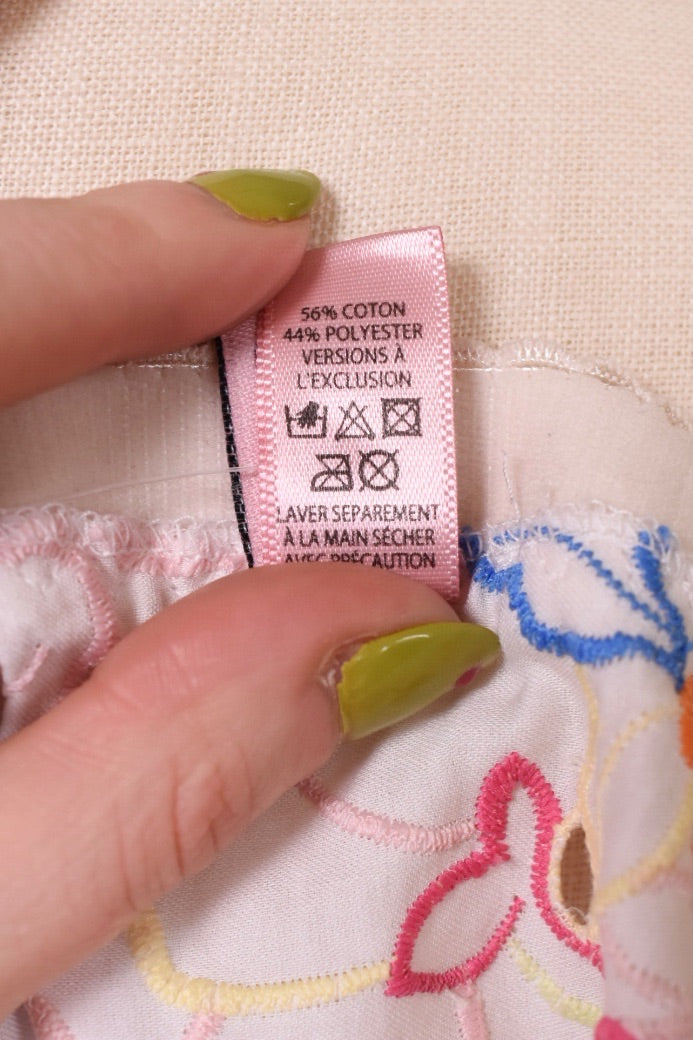 56% COTON
44% POLYESTER
VERSIONS À
L'EXCLUSION
LAVER SEPAREMENT
À LA MAIN SÉCHER
AVEC PRÉCAUTION